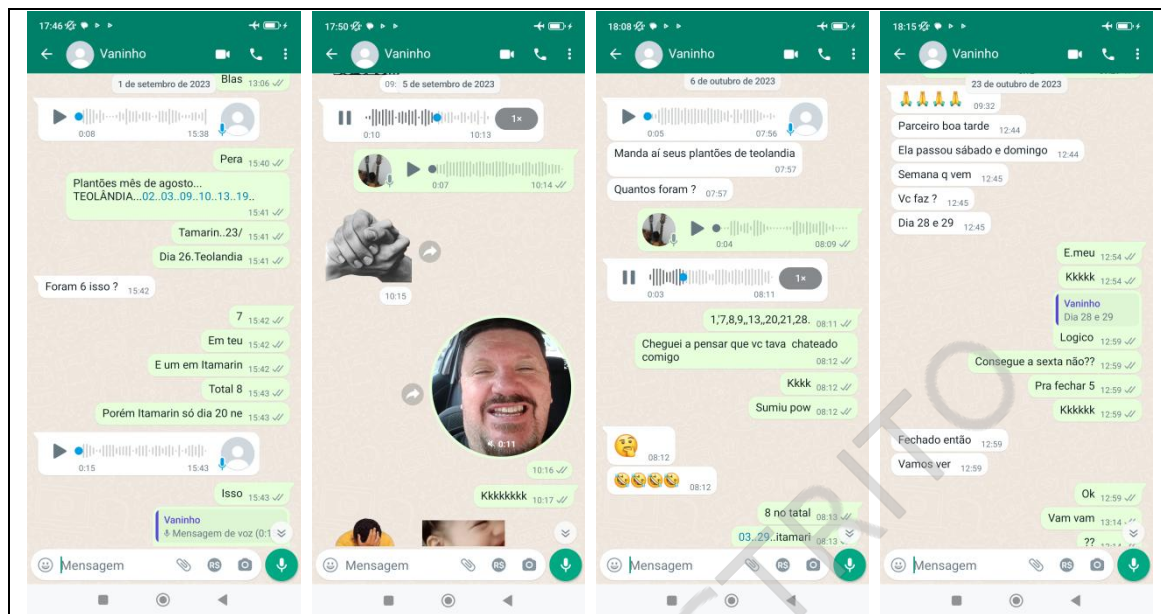 17:46
Vaninho
1 de setembro de 2023
Blas 13:06
0:08 15:38
Pera 15:40
Plantões mês de agosto...
TEOLÂNDIA...02..03..09..10..13..19..
15:41
Tamarin..23/ 15:41
Dia 26.Teolandia 15:41
Foram 6 isso ? 15:42
7 15:42
Em teu 15:42
E um em Itamarin 15:42
Total 8 15:43
Porém Itamarin só dia 20 ne 15:43
0:15 15:43
Isso 15:43
Vaninho
Mensagem de voz (0:1
Mensagem
RS
17:50
Vaninho
09: 5 de setembro de 2023
0:10 10:13
1×
0:07 10:14
10:15
0:11
10:16
Kkkkkkkk 10:17
Mensagem
RS
18:08
Vaninho
6 de outubro de 2023
0:05 07:56
Manda aí seus plantões de teolandia
07:57
Quantos foram ? 07:57
0:04 08:09
1×
0:03 08:11
1,'7,8,9,,13,,20,21,28. 08:11
Cheguei a pensar que vc tava chateado
comigo 08:12
Kkkk 08:12
Sumiu pow 08:12
08:12
08:12
8 no tatal 08:13
03..29..itamari 08:13
Mensagem
RS
18:15
Vaninho
23 de outubro de 2023
09:32
Parceiro boa tarde 12:44
Ela passou sábado e domingo 12:44
Semana q vem 12:45
Vc faz ? 12:45
Dia 28 e 29 12:45
E.meu 12:54
Kkkkk 12:54
Vaninho
Dia 28 e 29
Logico 12:59
Consegue a sexta não?? 12:59
Pra fechar 5 12:59
Kkkkkk 12:59
Fechado então 12:59
Vamos ver 12:59
Ok 12:59
Vam vam 13:14
??
Mensagem
RS
STRITO